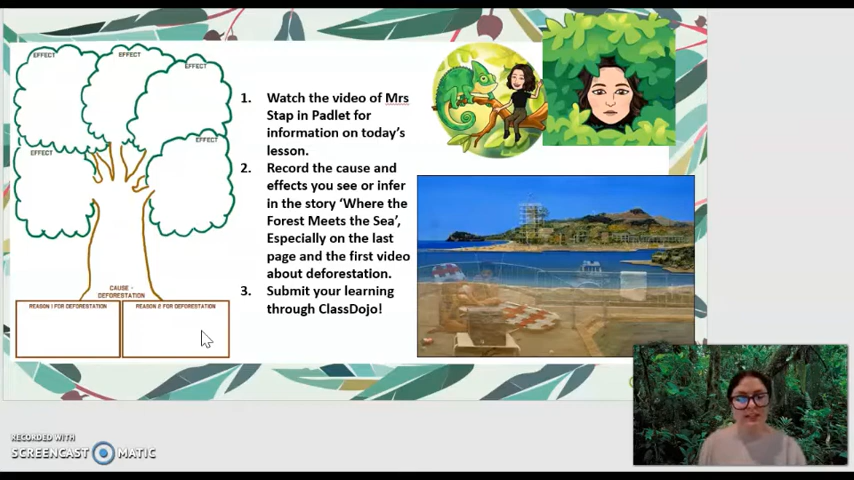 EFFECT
EFFECT
EFFECT
EFFECT
EFFECT
CAUSE -
DEFORESTATION
REASON 1 FOR DEFORESTATION
REASON 2 FOR DEFORESTATION
1. Watch the video of Mrs
Stap in Padlet for
information on today's
lesson.
2. Record the cause and
effects you see or infer
in the story 'Where the
Forest Meets the Sea',
Especially on the last
page and the first video
about deforestation.
3. Submit your learning
through ClassDojo!
RECORDED WITH
SCREENCAST MATIC